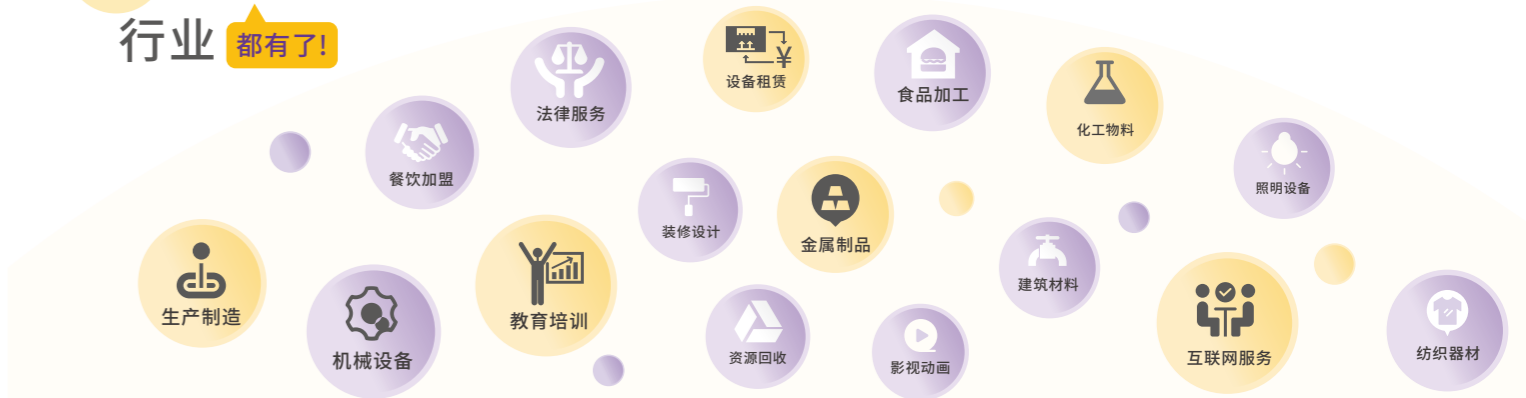 行业
都有了!
法律服务
设备租赁
¥
食品加工
化工物料
餐饮加盟
照明设备
装修设计
金属制品
生产制造
机械设备
教育培训
建筑材料
资源回收
影视动画
互联网服务
纺织器材